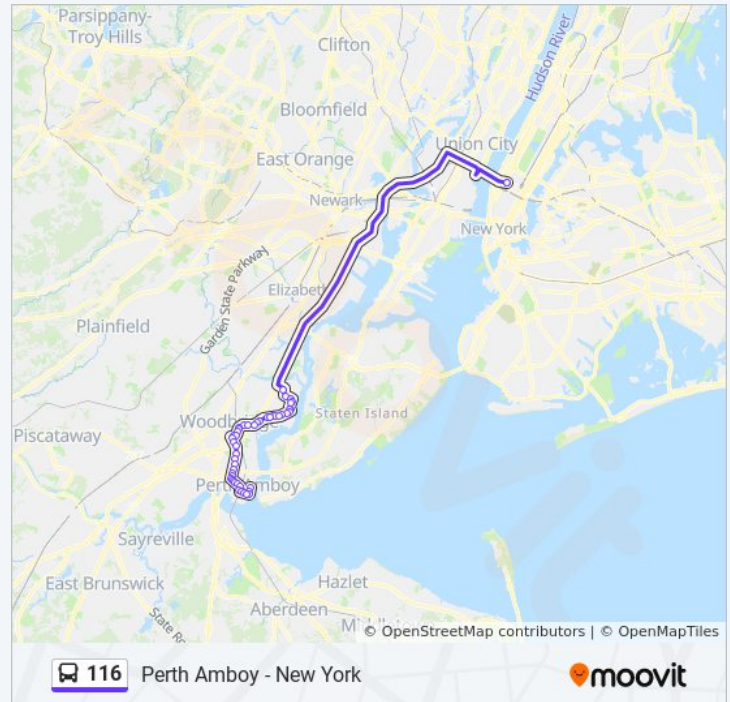 Parsippany-
Troy Hills
Clifton
Hudson River
Bloomfield
Union City
East Orange
Newark
New York
Garden State Parkway
Elizabeth
Plainfield
Staten Island
Piscataway
Perth Amboy
Sayreville
East Brunswick
Hazlet
Aberdeen
© OpenStreetMap contributors | © OpenMapTiles
116 Perth Amboy - New York
moovit